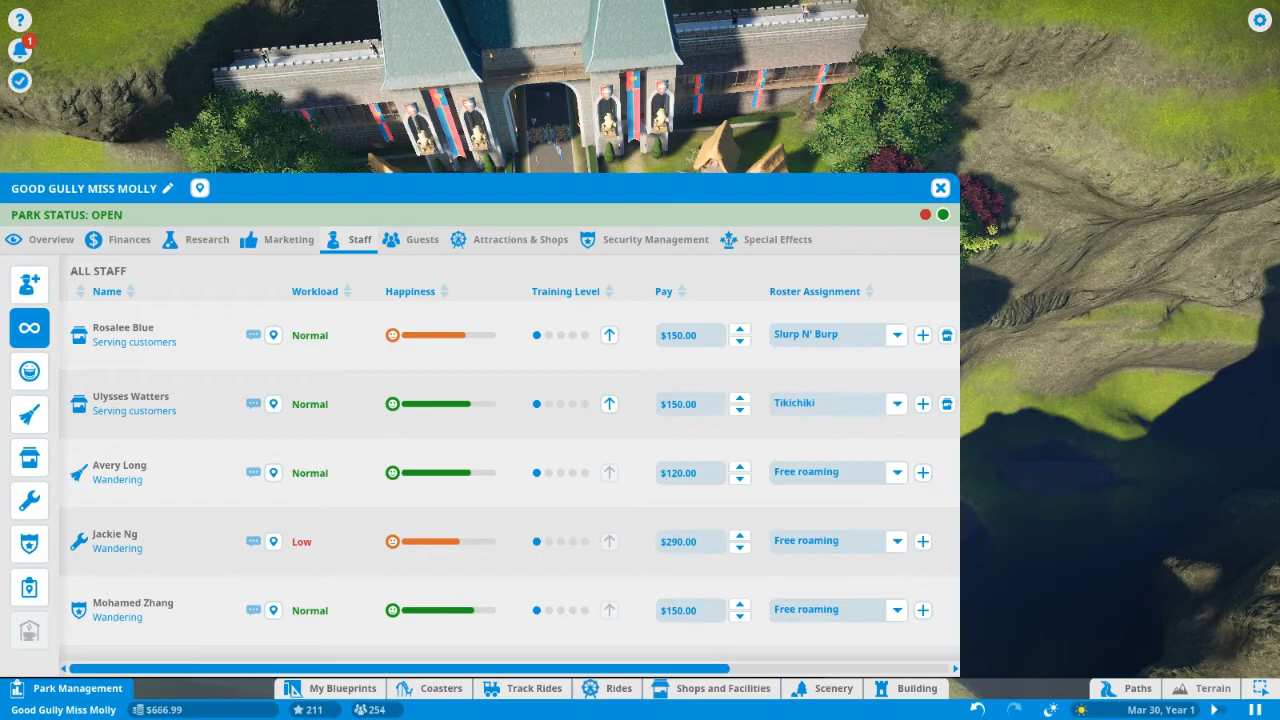 ?
1
GOOD GULLY MISS MOLLY
PARK STATUS: OPEN
Overview Finances Research Marketing Staff Guests Attractions & Shops Security Management Special Effects
ALL STAFF
Name Workload Happiness Training Level Pay Roster Assignment
Rosalee Blue
Serving customers
Normal $150.00 Slurp N' Burp
Ulysses Watters
Serving customers
Normal $150.00 Tikichiki
Avery Long
Wandering
Normal $120.00 Free roaming
Jackie Ng
Wandering
Low $290.00 Free roaming
Mohamed Zhang
Wandering
Normal $150.00 Free roaming
Park Management My Blueprints Coasters Track Rides Rides Shops and Facilities Scenery Building Paths Terrain
Good Gully Miss Molly $666.99 211 254 Mar 30, Year 1